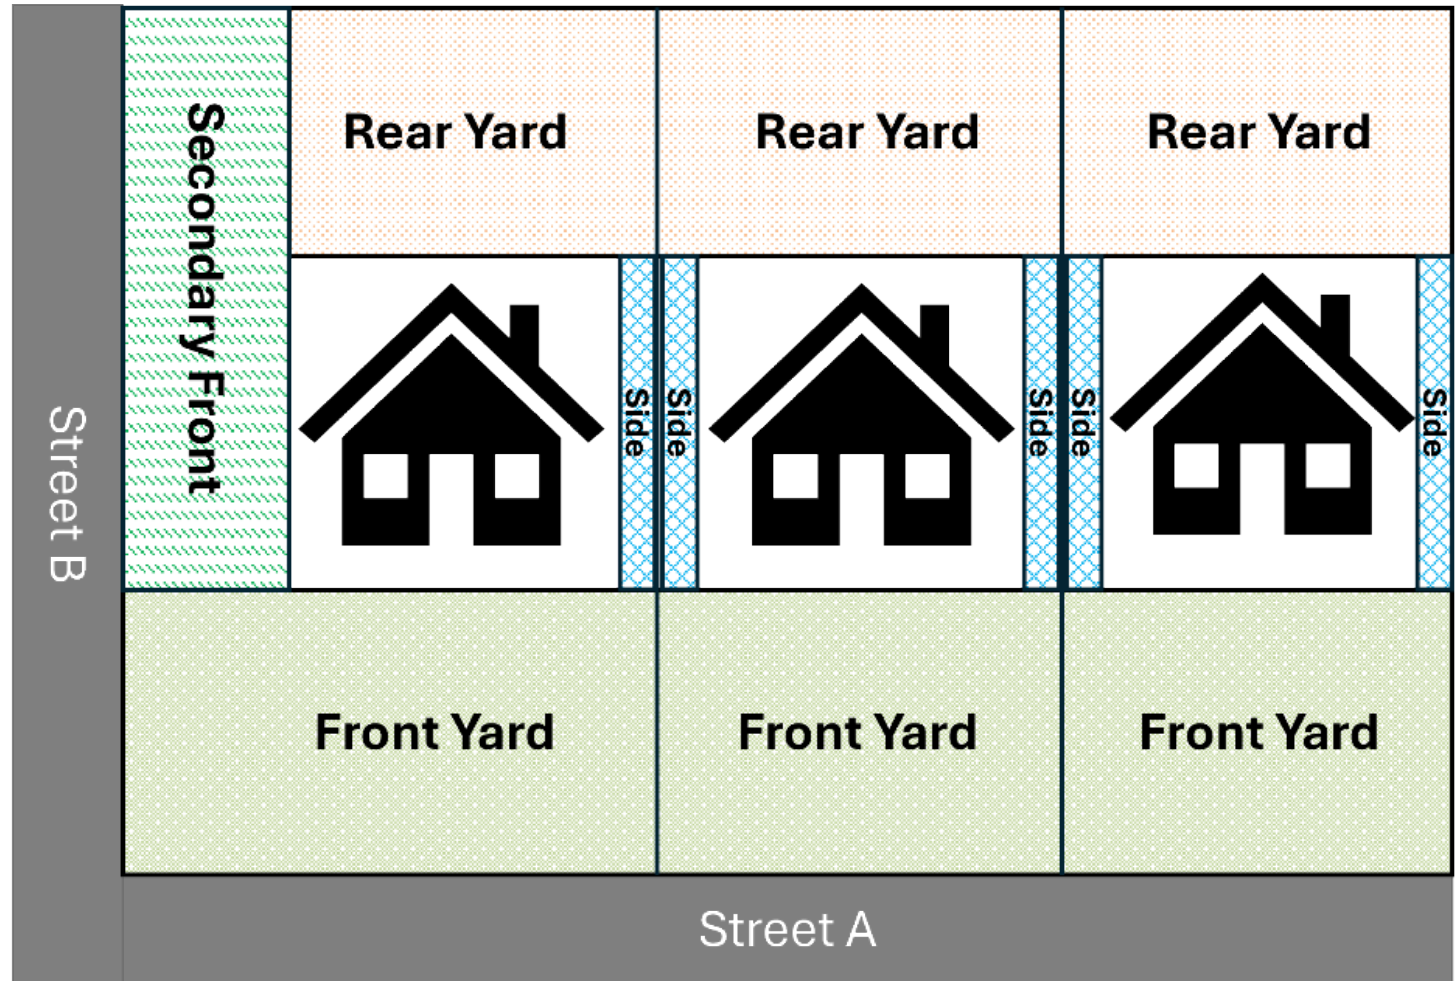 Secondary Front
Rear Yard
Rear Yard
Rear Yard
Street B
Side
Side
Side
Side
Side
Front Yard
Front Yard
Front Yard
Street A